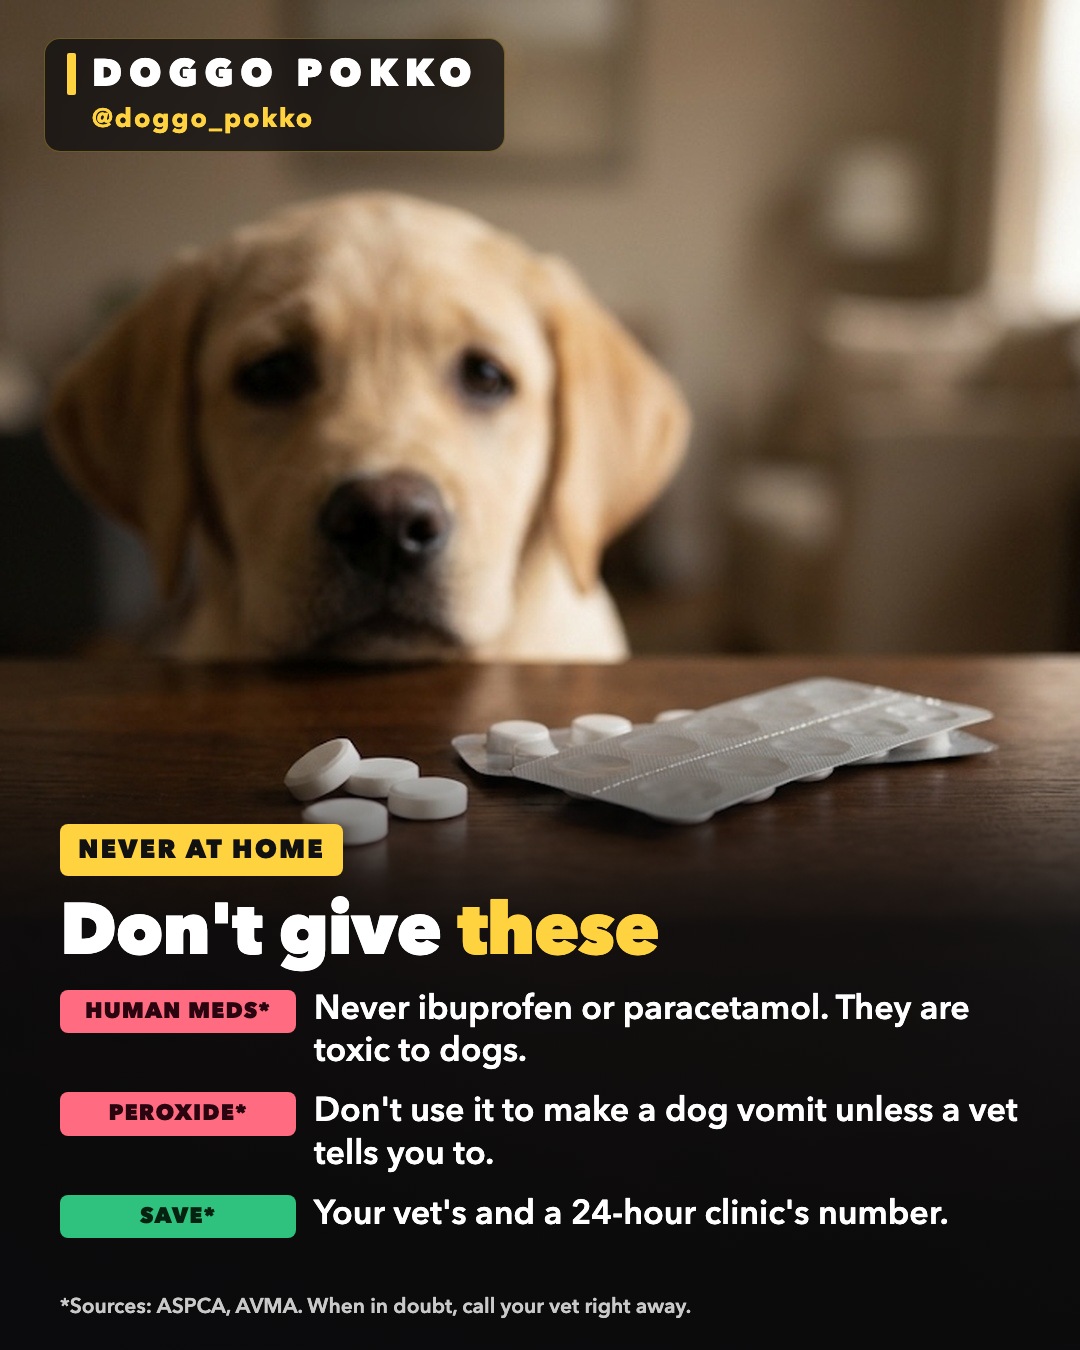 DOGGO POKKO
@doggo_pokko
NEVER AT HOME
Don't give these
HUMAN MEDS*
Never ibuprofen or paracetamol. They are
toxic to dogs.
PEROXIDE*
Don't use it to make a dog vomit unless a vet
tells you to.
SAVE*
Your vet's and a 24-hour clinic's number.
*Sources: ASPCA, AVMA. When in doubt, call your vet right away.